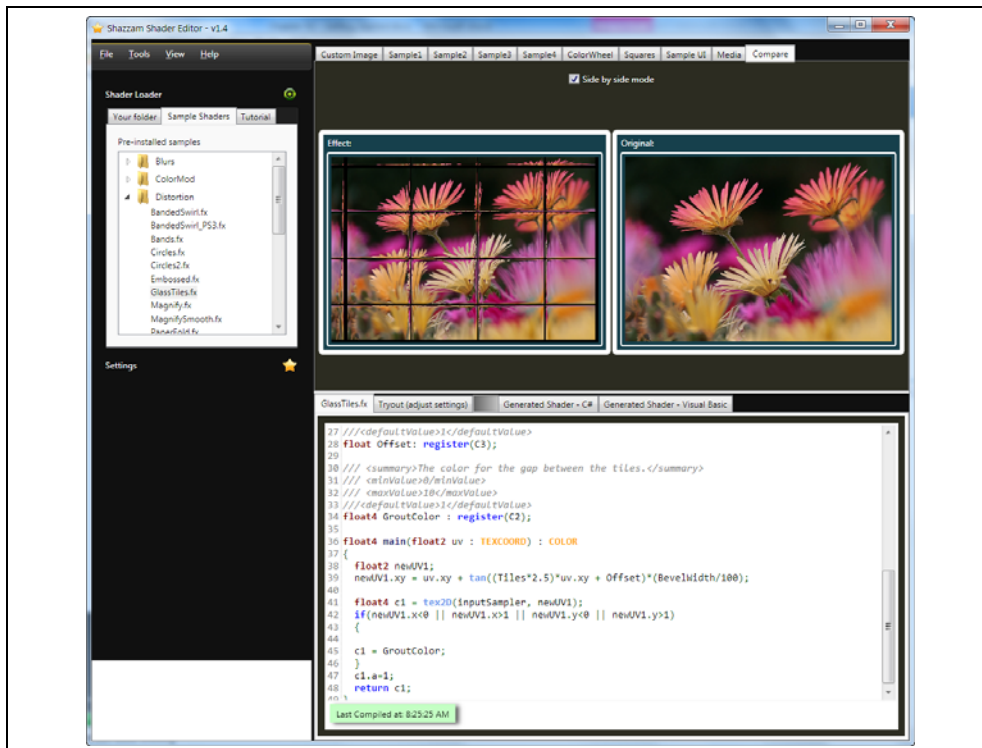 Shazzam Shader Editor - v1.4
File Tools View Help
Shader Loader
Your folder Sample Shaders Tutorial
Pre-installed samples
Blurs
ColorMod
Distortion
BandedSwirl.fx
BandedSwirl_PS3.fx
Bands.fx
Circles.fx
Circles2.fx
Embossed.fx
GlassTiles.fx
Magnify.fx
MagnifySmooth.fx
PaperFold.fx
Settings
Custom Image Sample1 Sample2 Sample3 Sample4 ColorWheel Squares Sample UI Media Compare
Side by side mode
Effect:
Original:
GlassTiles.fx Tryout (adjust settings) Generated Shader - C# Generated Shader - Visual Basic
27 ///<defaultValue>1</defaultValue>
28 float Offset: register(C3);
29
30 /// <summary>The color for the gap between the tiles.</summary>
31 /// <minValue>0/minValue>
32 /// <maxValue>10</maxValue>
33 ///<defaultValue>1</defaultValue>
34 float4 GroutColor : register(C2);
35
36 float4 main(float2 uv : TEXCOORD) : COLOR
37 {
38 float2 newUV1;
39 newUV1.xy = uv.xy + tan((Tiles*2.5)*uv.xy + Offset)*(BevelWidth/100);
40
41 float4 c1 = tex2D(inputSampler, newUV1);
42 if(newUV1.x<0 || newUV1.x>1 || newUV1.y<0 || newUV1.y>1)
43 {
44
45 c1 = GroutColor;
46 }
47 c1.a=1;
48 return c1;
49 }
Last Compiled at: 8:25:25 AM